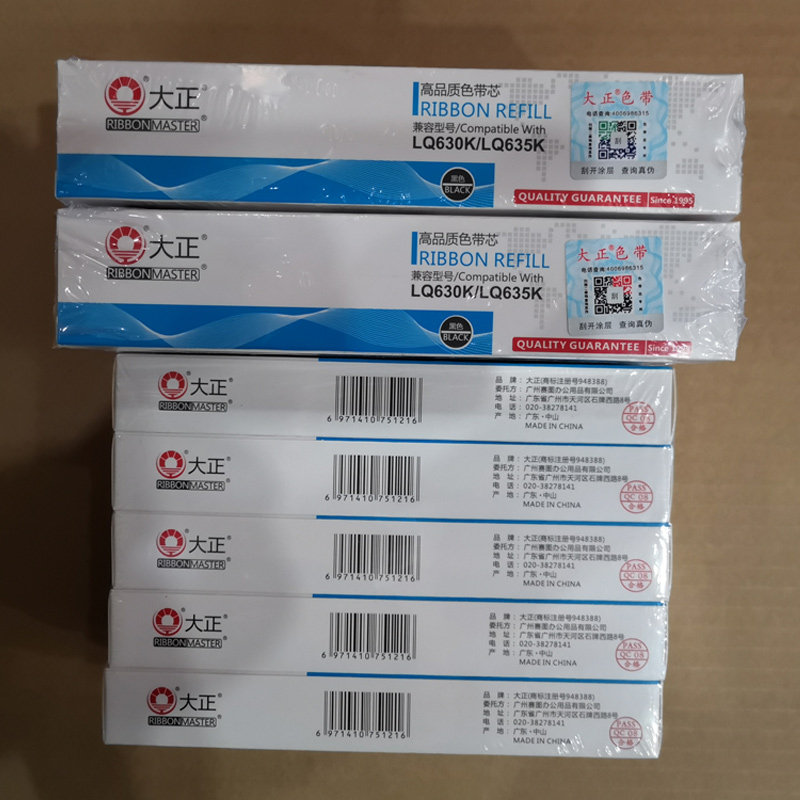 大正®
RIBBON MASTER®
高品质色带芯
RIBBON REFILL
兼容型号/Compatible With
LQ630K/LQ635K
黑色
BLACK
大正®色带
电话查询:4006986315
刮
刮开涂层 查询真伪
QUALITY GUARANTEE
Since 1995
大正®
RIBBON MASTER®
高品质色带芯
RIBBON REFILL
兼容型号/Compatible With
LQ630K/LQ635K
黑色
BLACK
大正®色带
电话查询:4006986315
刮
刮开涂层 查询真伪
QUALITY GUARANTEE
Since
大正®
RIBBON MASTER®
6 971410 751216
品 牌: 大正(商标注册号948388)
委托方: 广州赛图办公用品有限公司
地 址: 广东省广州市天河区石牌西路8号
电 话: 020-38278141
产 地: 广东·中山
MADE IN CHINA
PASS
QC 08
合格
大正®
RIBBON MASTER®
6 971410 751216
品 牌: 大正(商标注册号948388)
委托方: 广州赛图办公用品有限公司
地 址: 广东省广州市天河区石牌西路8号
电 话: 020-38278141
产 地: 广东·中山
MADE IN CHINA
PASS
QC 08
合格
大正®
RIBBON MASTER®
6 971410 751216
品 牌: 大正(商标注册号948388)
委托方: 广州赛图办公用品有限公司
地 址: 广东省广州市天河区石牌西路8号
电 话: 020-38278141
产 地: 广东·中山
MADE IN CHINA
PASS
QC 08
合格
大正®
RIBBON MASTER®
6 971410 751216
品 牌: 大正(商标注册号948388)
委托方: 广州赛图办公用品有限公司
地 址: 广东省广州市天河区石牌西路8号
电 话: 020-38278141
产 地: 广东·中山
MADE IN CHINA
PASS
QC 08
合格
大正®
RIBBON MASTER®
6 971410 751216
品 牌: 大正(商标注册号948388)
委托方: 广州赛图办公用品有限公司
地 址: 广东省广州市天河区石牌西路8号
电 话: 020-38278141
产 地: 广东·中山
MADE IN CHINA
PASS
QC 08
合格